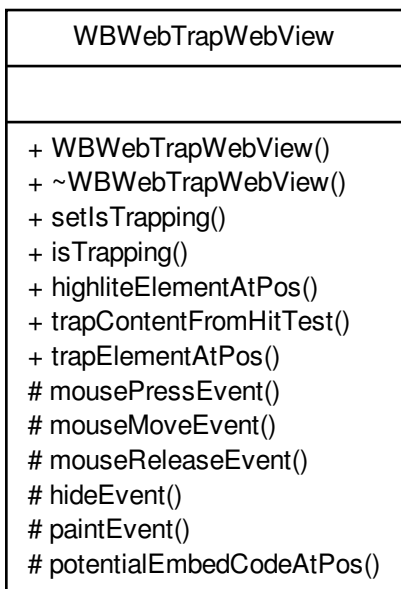 WBWebTrapWebView
+ WBWebTrapWebView()
+ ~WBWebTrapWebView()
+ setIsTrapping()
+ isTrapping()
+ highliteElementAtPos()
+ trapContentFromHitTest()
+ trapElementAtPos()
# mousePressEvent()
# mouseMoveEvent()
# mouseReleaseEvent()
# hideEvent()
# paintEvent()
# potentialEmbedCodeAtPos()